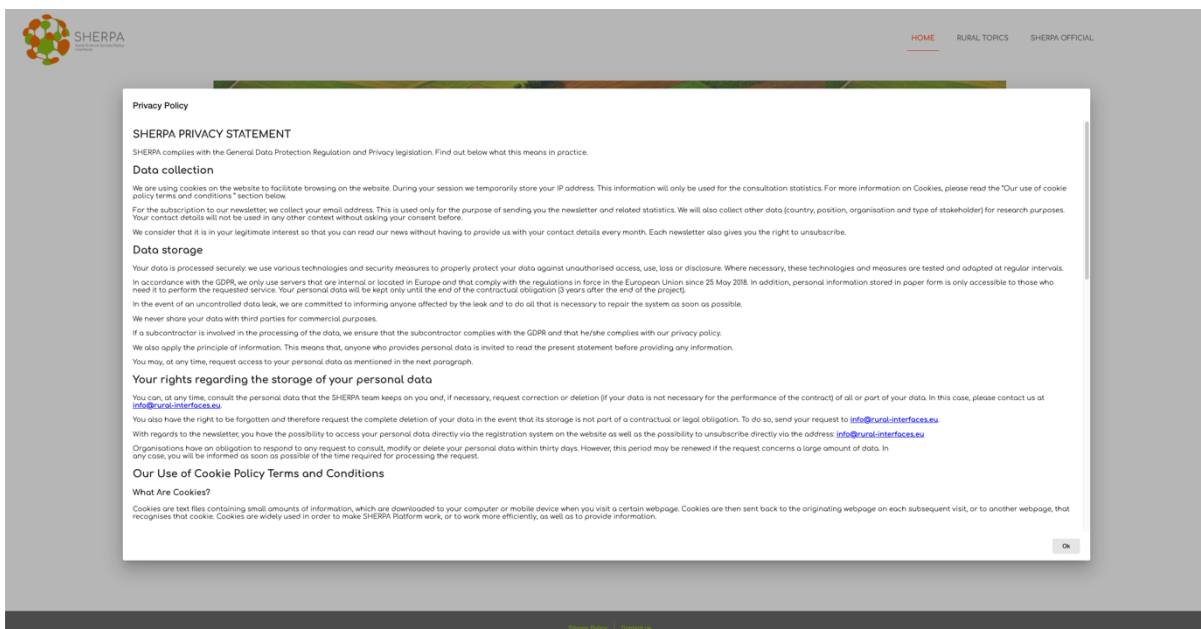 SHERPA
Rural Science-Society-Policy
Interfaces
HOME RURAL TOPICS SHERPA OFFICIAL
Privacy Policy
SHERPA PRIVACY STATEMENT
SHERPA complies with the General Data Protection Regulation and Privacy legislation. Find out below what this means in practice.
Data collection
We are using cookies on the website to facilitate browsing on the website. During your session we temporarily store your IP address. This information will only be used for the consultation statistics. For more information on Cookies, please read the "Our use of cookie
policy terms and conditions " section below.
For the subscription to our newsletter, we collect your email address. This is used only for the purpose of sending you the newsletter and related statistics. We will also collect other data (country, position, organisation and type of stakeholder) for research purposes.
Your contact details will not be used in any other context without asking your consent before.
We consider that it is in your legitimate interest so that you can read our news without having to provide us with your contact details every month. Each newsletter also gives you the right to unsubscribe.
Data storage
Your data is processed securely: we use various technologies and security measures to properly protect your data against unauthorised access, use, loss or disclosure. Where necessary, these technologies and measures are tested and adapted at regular intervals.
In accordance with the GDPR, we only use servers that are internal or located in Europe and that comply with the regulations in force in the European Union since 25 May 2018. In addition, personal information stored in paper form is only accessible to those who
need it to perform the requested service. Your personal data will be kept only until the end of the contractual obligation (3 years after the end of the project).
In the event of an uncontrolled data leak, we are committed to informing anyone affected by the leak and to do all that is necessary to repair the system as soon as possible.
We never share your data with third parties for commercial purposes.
If a subcontractor is involved in the processing of the data, we ensure that the subcontractor complies with the GDPR and that he/she complies with our privacy policy.
We also apply the principle of information. This means that, anyone who provides personal data is invited to read the present statement before providing any information.
You may, at any time, request access to your personal data as mentioned in the next paragraph.
Your rights regarding the storage of your personal data
You can, at any time, consult the personal data that the SHERPA team keeps on you and, if necessary, request correction or deletion (if your data is not necessary for the performance of the contract) of all or part of your data. In this case, please contact us at
info@rural-interfaces.eu.
You also have the right to be forgotten and therefore request the complete deletion of your data in the event that its storage is not part of a contractual or legal obligation. To do so, send your request to info@rural-interfaces.eu.
With regards to the newsletter, you have the possibility to access your personal data directly via the registration system on the website as well as the possibility to unsubscribe directly via the address: info@rural-interfaces.eu
Organisations have an obligation to respond to any request to consult, modify or delete your personal data within thirty days. However, this period may be renewed if the request concerns a large amount of data. In
any case, you will be informed as soon as possible of the time required for processing the request.
Our Use of Cookie Policy Terms and Conditions
What Are Cookies?
Cookies are text files containing small amounts of information, which are downloaded to your computer or mobile device when you visit a certain webpage. Cookies are then sent back to the originating webpage on each subsequent visit, or to another webpage, that
recognises that cookie. Cookies are widely used in order to make SHERPA Platform work, or to work more efficiently, as well as to provide information.
Ok
Privacy Policy | Contact us